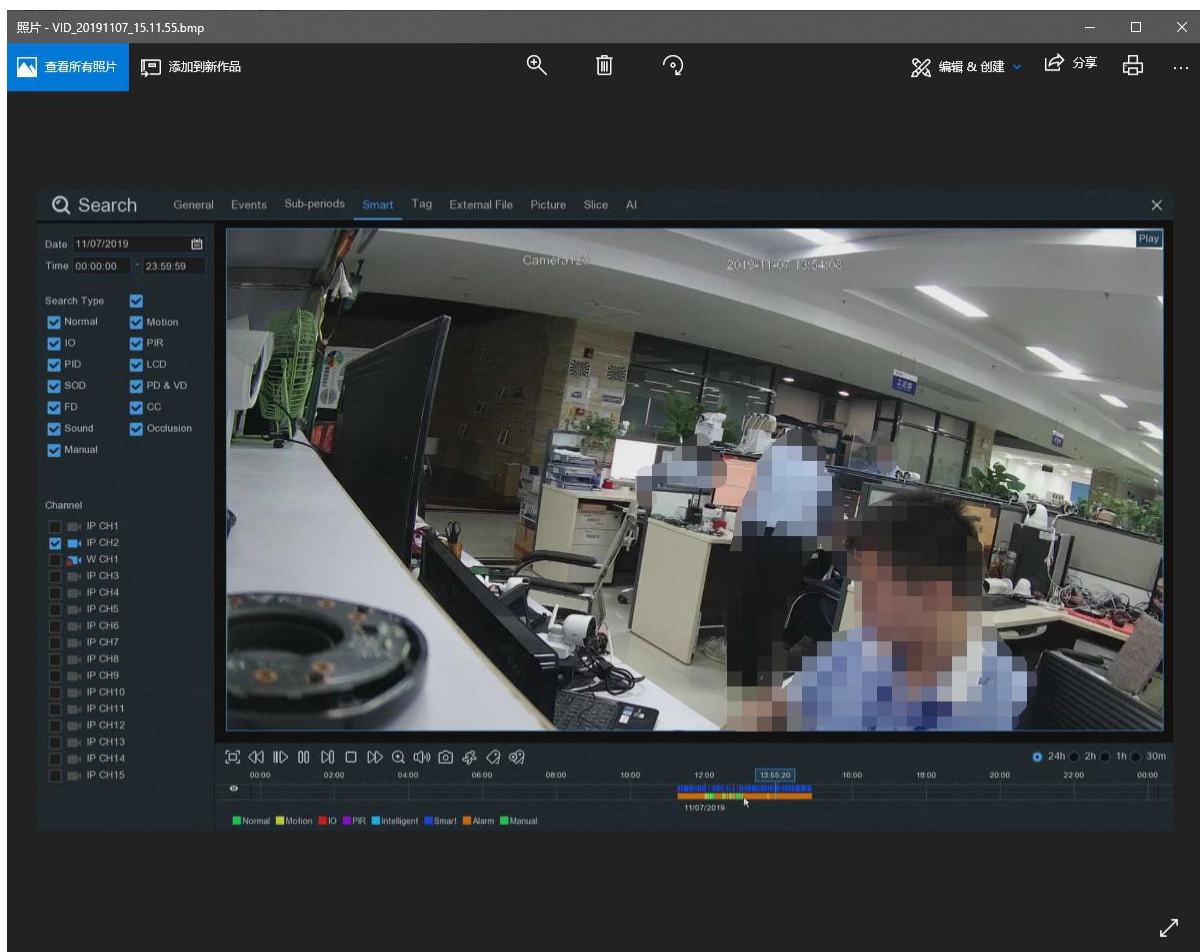 照片 - VID_20191107_15.11.55.bmp
查看所有照片 添加到新作品 编辑 & 创建 分享
Search General Events Sub-periods Smart Tag External File Picture Slice AI
Date 11/07/2019
Time 00:00:00 - 23:59:59
Search Type
Normal Motion
IO PIR
PID LCD
SOD PD & VD
FD CC
Sound Occlusion
Manual
Channel
IP CH1
IP CH2
W CH1
IP CH3
IP CH4
IP CH5
IP CH6
IP CH7
IP CH8
IP CH9
IP CH10
IP CH11
IP CH12
IP CH13
IP CH14
IP CH15
Play
Camera123 2019-11-07 13:54:08
工艺部
24h 2h 1h 30m
00:00 02:00 04:00 06:00 08:00 10:00 12:00 13:55:20 16:00 18:00 20:00 22:00 00:00
11/07/2019
Normal Motion IO PIR Intelligent Smart Alarm Manual